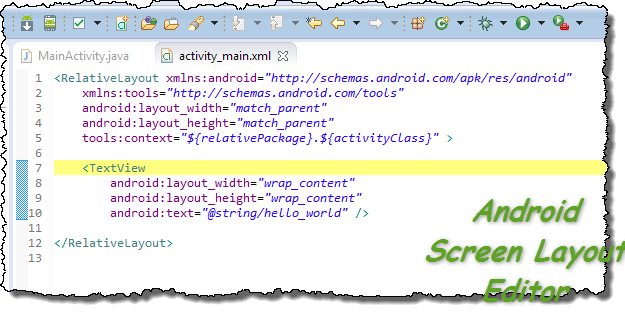 MainActivity.java
activity_main.xml
1 <RelativeLayout xmlns:android="http://schemas.android.com/apk/res/android"
2 xmlns:tools="http://schemas.android.com/tools"
3 android:layout_width="match_parent"
4 android:layout_height="match_parent"
5 tools:context="${relativePackage}.${activityClass}" >
6
7 <TextView
8 android:layout_width="wrap_content"
9 android:layout_height="wrap_content"
10 android:text="@string/hello_world" />
11
12 </RelativeLayout>
13
Android
Screen Layout
Editor